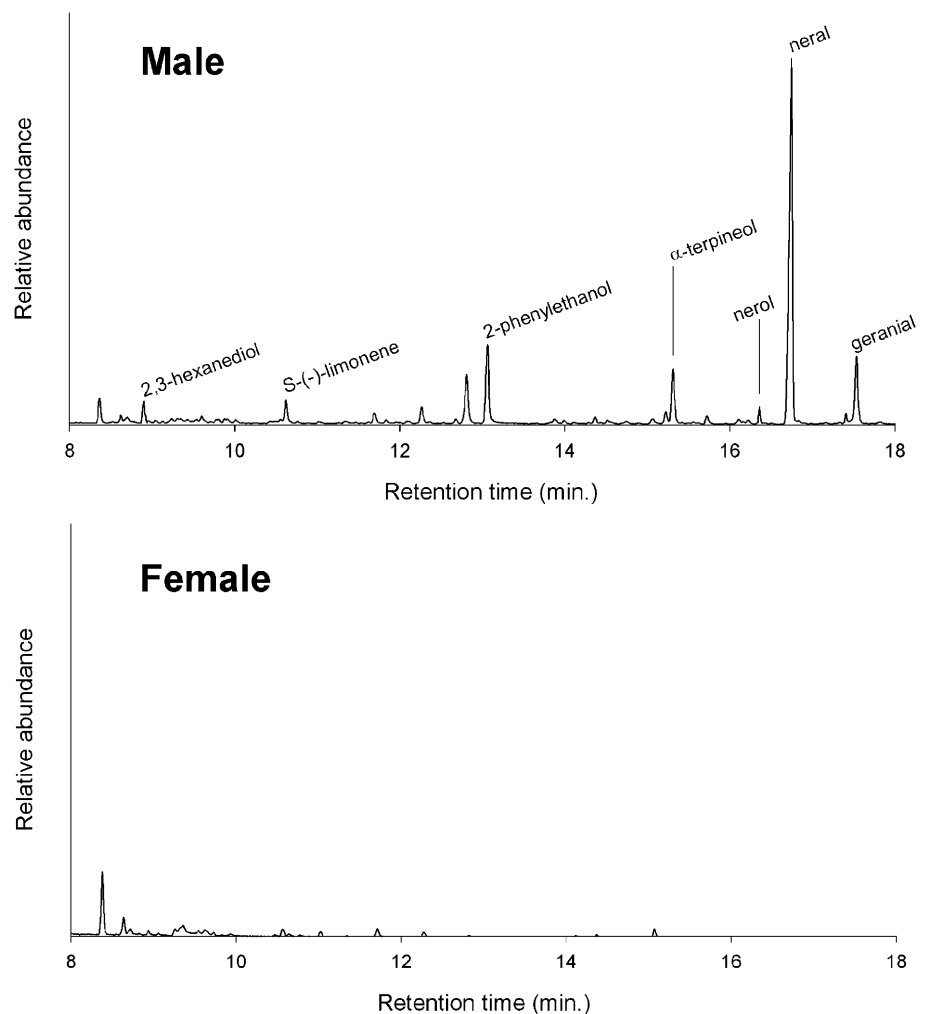 Male
neral
α-terpineol
nerol
2-phenylethanol
geranial
S-(-)-limonene
2,3-hexanediol
Relative abundance
8 10 12 14 16 18
Retention time (min.)
Female
Relative abundance
8 10 12 14 16 18
Retention time (min.)